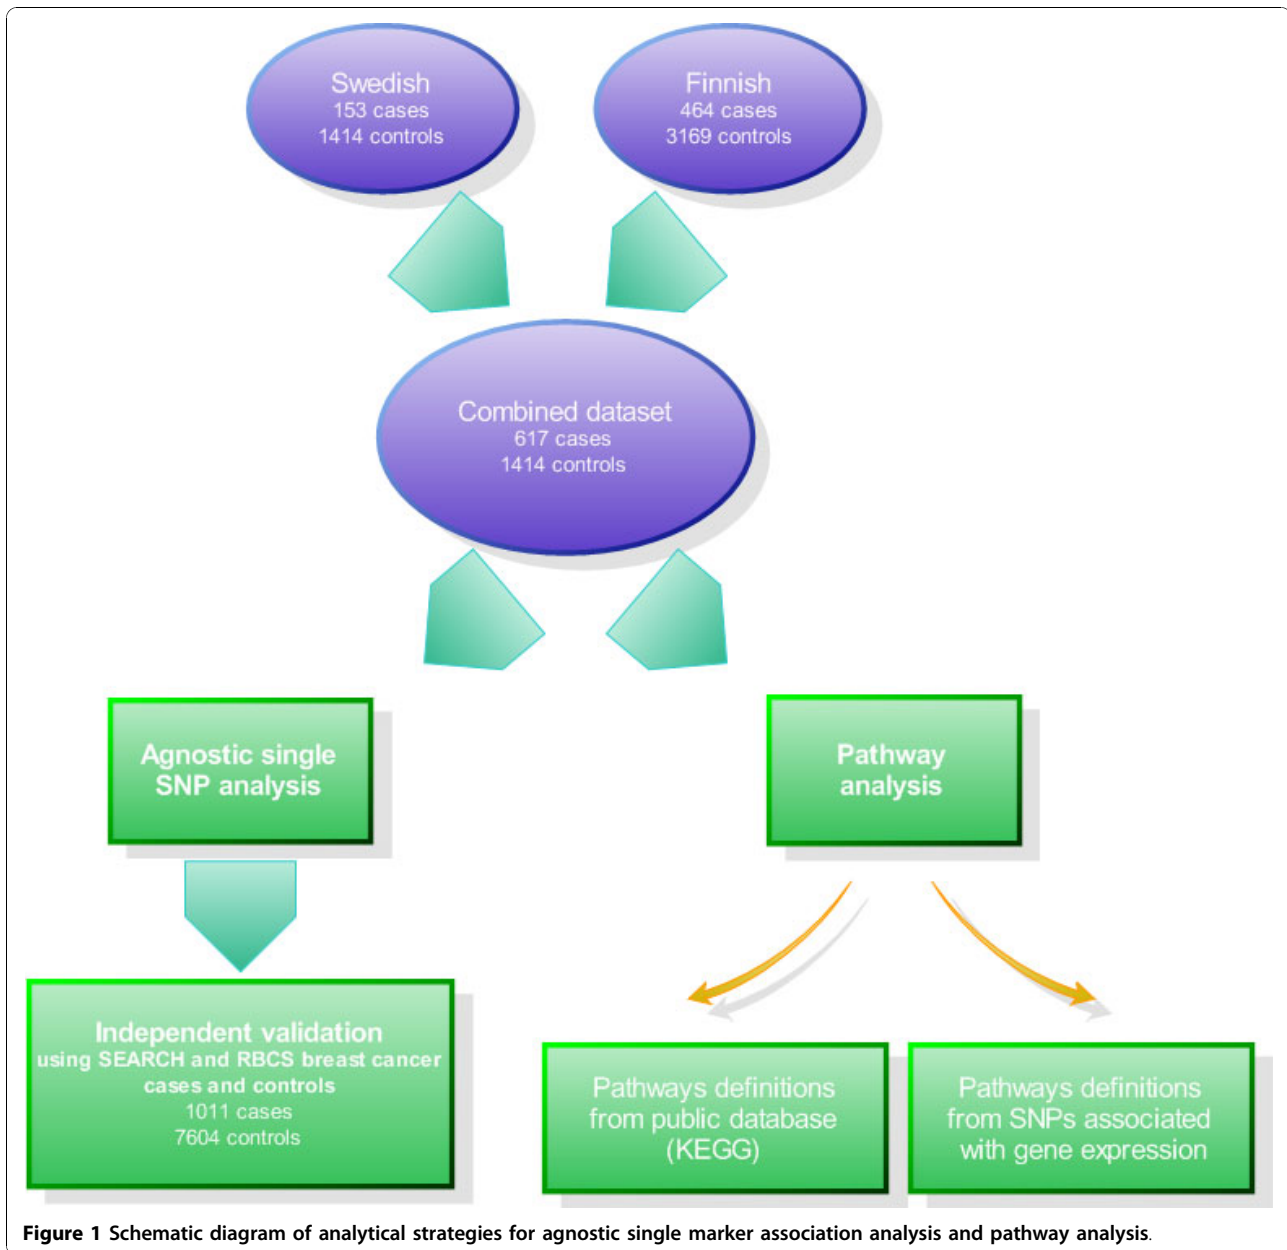 Swedish
153 cases
1414 controls
Finnish
464 cases
3169 controls
Combined dataset
617 cases
1414 controls
Agnostic single
SNP analysis
Pathway
analysis
Independent validation
using SEARCH and RBCS breast cancer
cases and controls
1011 cases
7604 controls
Pathways definitions
from public database
(KEGG)
Pathways definitions
from SNPs associated
with gene expression
Figure 1 Schematic diagram of analytical strategies for agnostic single marker association analysis and pathway analysis.